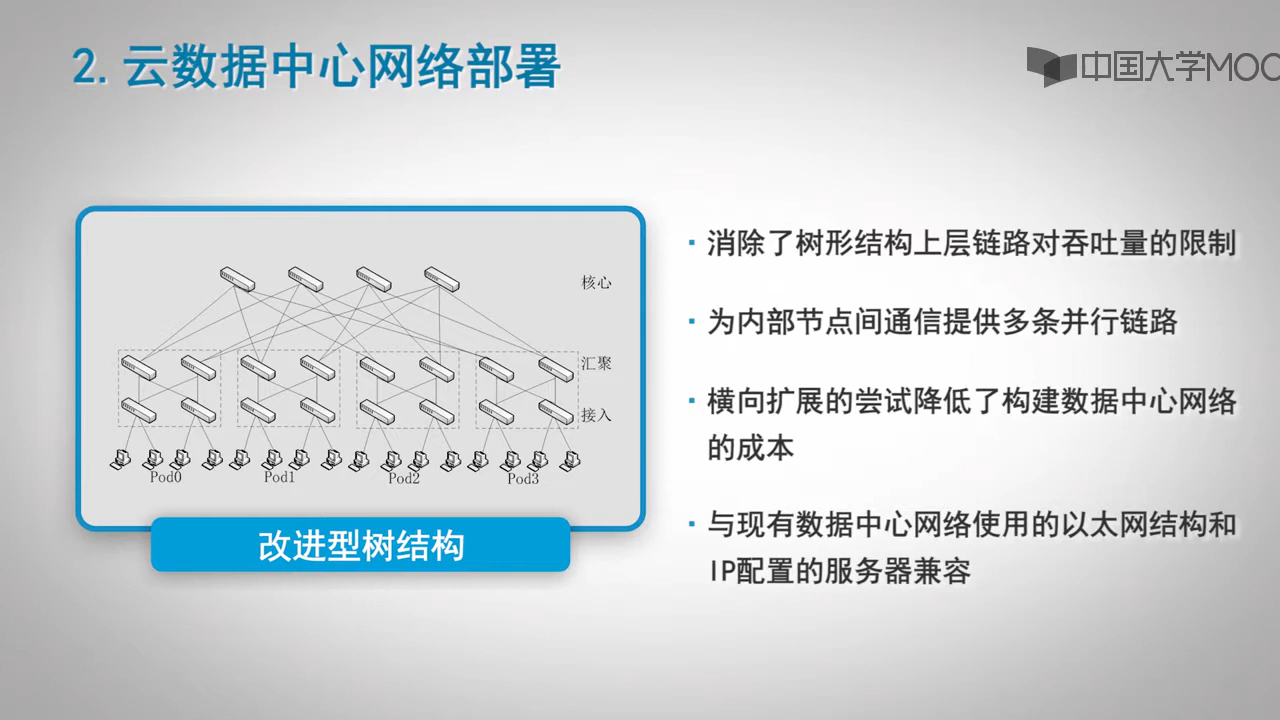 2. 云数据中心网络部署
中国大学MOO
核心
汇聚
接入
Pod0
Pod1
Pod2
Pod3
改进型树结构
· 消除了树形结构上层链路对吞吐量的限制
· 为内部节点间通信提供多条并行链路
· 横向扩展的尝试降低了构建数据中心网络
的成本
· 与现有数据中心网络使用的以太网结构和
IP配置的服务器兼容